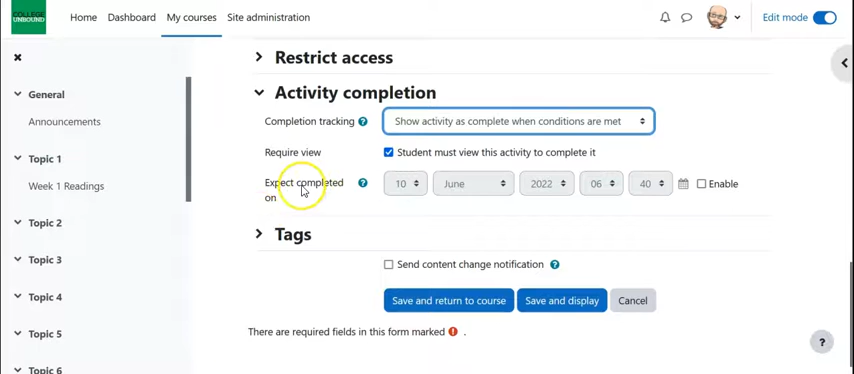 COLLEGE
UNBOUND
Home Dashboard My courses Site administration Edit mode
Restrict access
General
Activity completion
Announcements
Completion tracking ? Show activity as complete when conditions are met
Topic 1
Require view Student must view this activity to complete it
Week 1 Readings
Expect completed on ? 10 June 2022 06 40 Enable
Topic 2
Tags
Topic 3
Send content change notification ?
Topic 4
Save and return to course Save and display Cancel
Topic 5
There are required fields in this form marked ! .
?
Topic 6